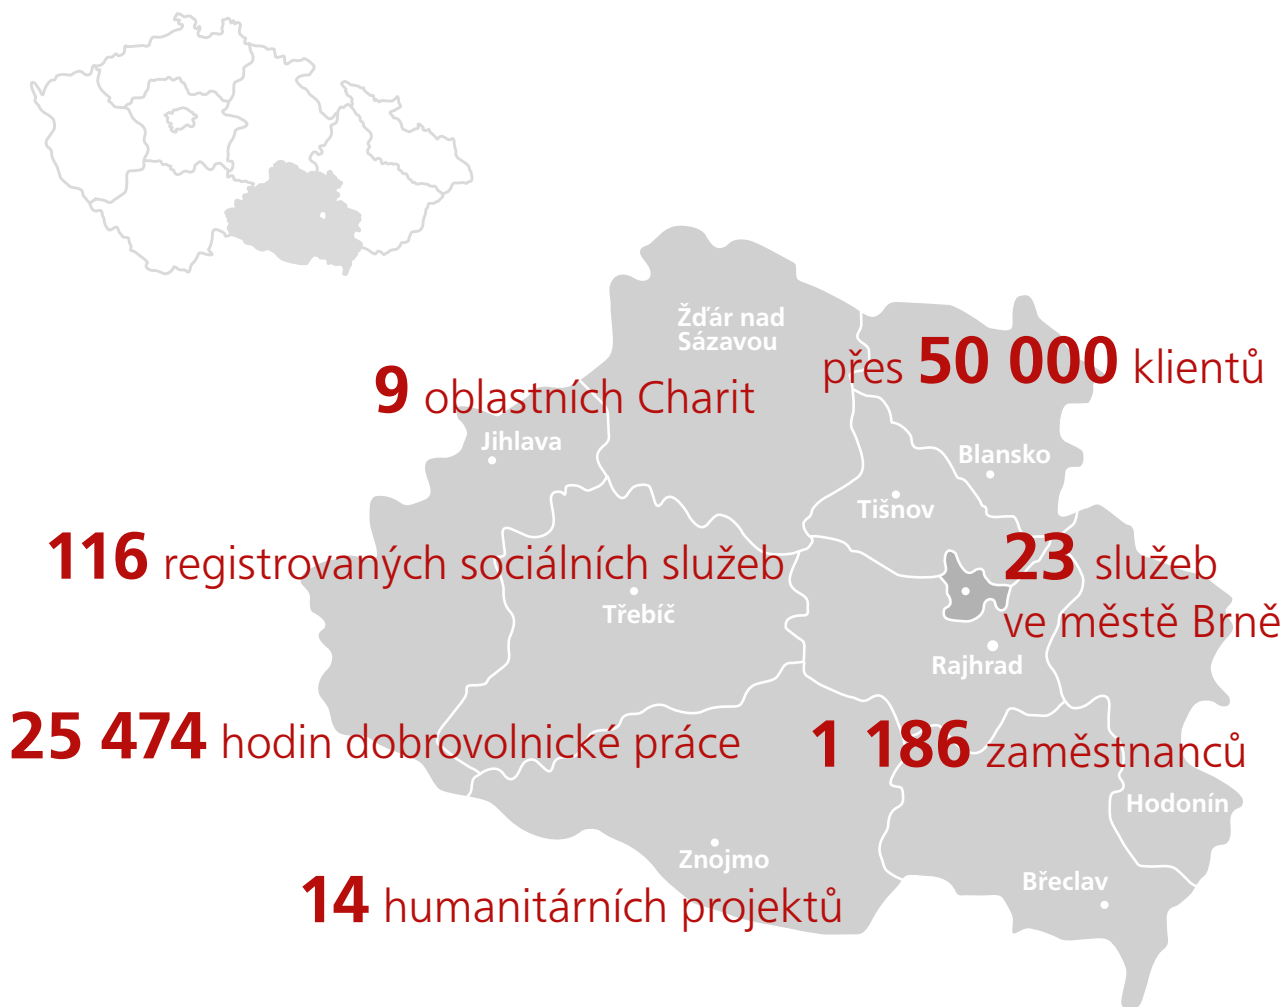 Žďár nad
Sázavou
přes 50 000 klientů
9 oblastních Charit
Jihlava
Blansko
Tišnov
116 registrovaných sociálních služeb
23 služeb
ve městě Brně
Třebíč
Rajhrad
25 474 hodin dobrovolnické práce
1 186 zaměstnanců
Hodonín
Znojmo
Břeclav
14 humanitárních projektů